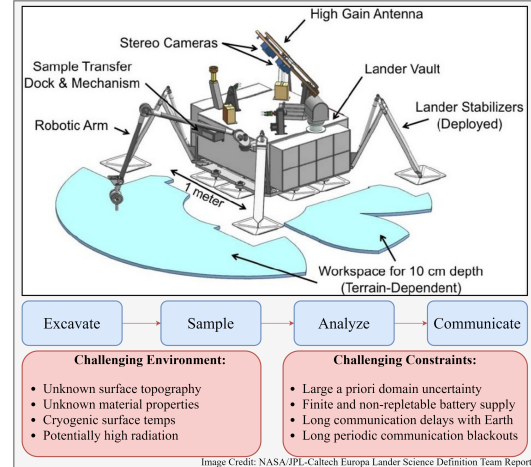 High Gain Antenna
Stereo Cameras
Sample Transfer
Dock & Mechanism
Lander Vault
Robotic Arm
Lander Stabilizers
(Deployed)
1 meter
Workspace for 10 cm depth
(Terrain-Dependent)
Excavate
Sample
Analyze
Communicate
Challenging Environment:
• Unknown surface topography
• Unknown material properties
• Cryogenic surface temps
• Potentially high radiation
Challenging Constraints:
• Large a priori domain uncertainty
• Finite and non-repletable battery supply
• Long communication delays with Earth
• Long periodic communication blackouts
Image Credit: NASA/JPL-Caltech Europa Lander Science Definition Team Report